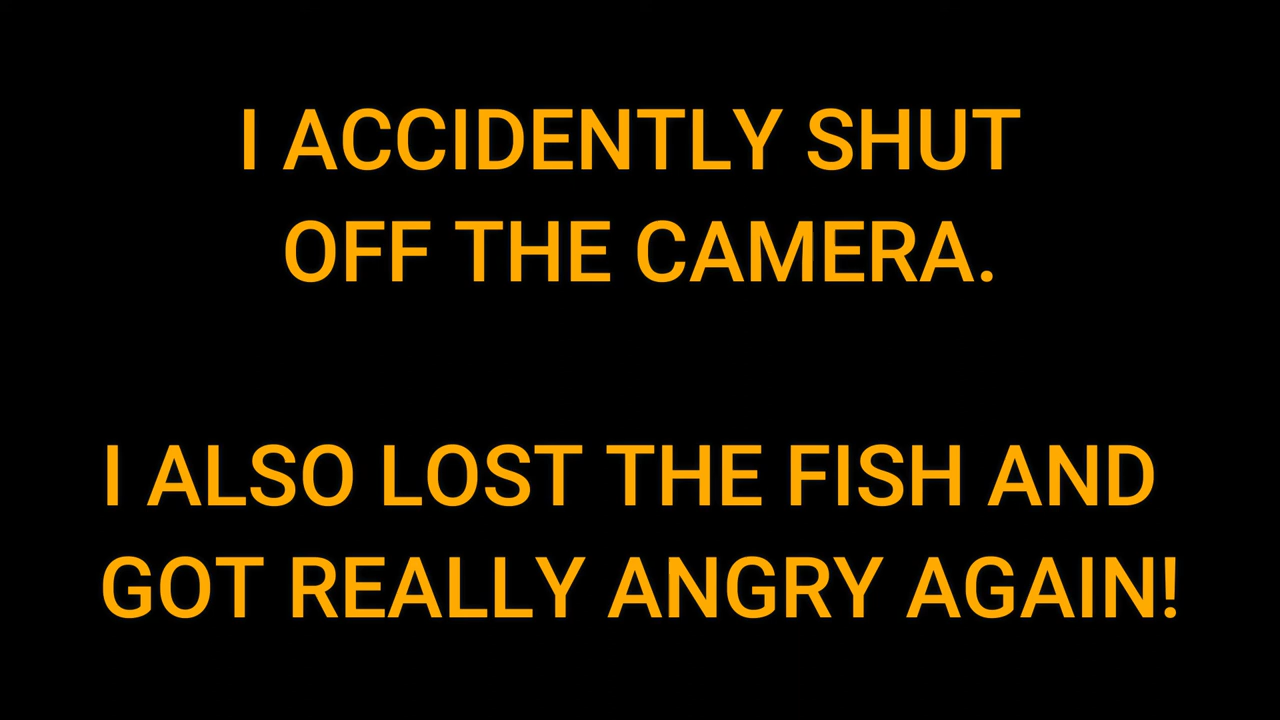 I ACCIDENTLY SHUT
OFF THE CAMERA.
I ALSO LOST THE FISH AND
GOT REALLY ANGRY AGAIN!